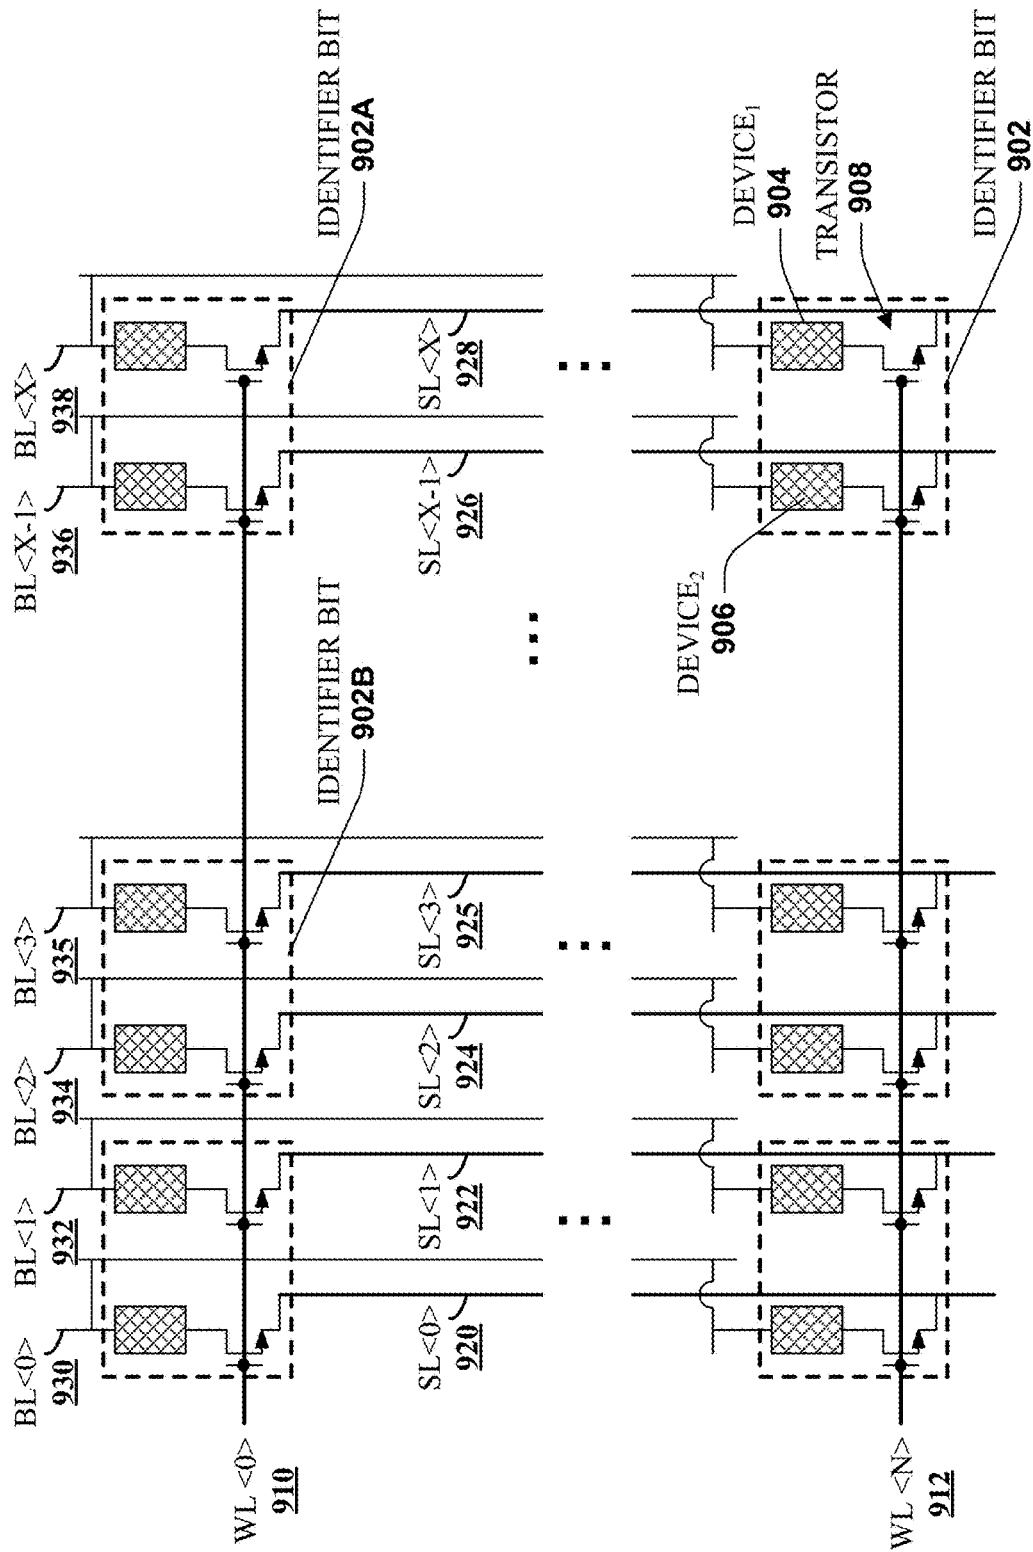 BL<0>
930
BL<1>
932
BL<2>
934
BL<3>
935
BL<X-1>
936
BL<X>
938
WL <0>
910
IDENTIFIER BIT
902B
IDENTIFIER BIT
902A
SL<0>
920
SL<1>
922
SL<2>
924
SL<3>
925
SL<X-1>
926
SL<X>
928
DEVICE₂
906
DEVICE₁
904
TRANSISTOR
908
WL <N>
912
IDENTIFIER BIT
902